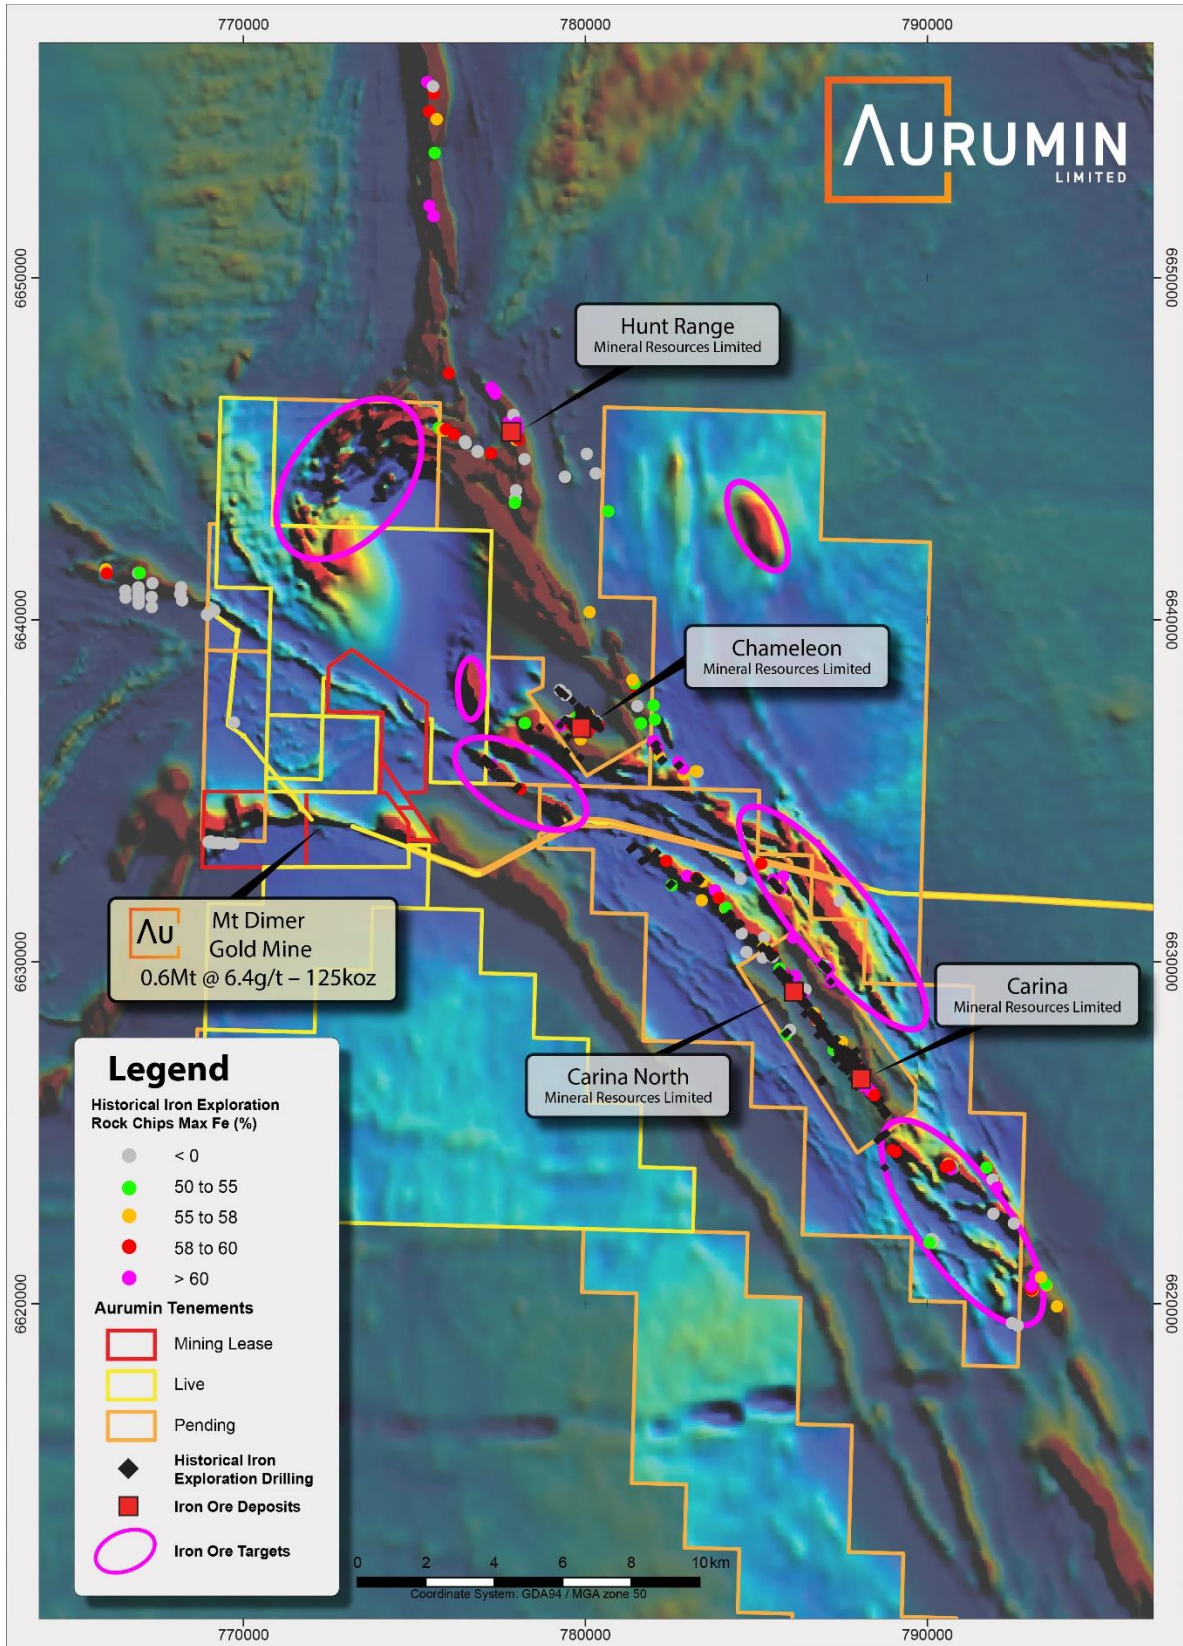 770000
780000
790000
AURUMIN
LIMITED
6650000
6650000
Hunt Range
Mineral Resources Limited
6640000
6640000
Chameleon
Mineral Resources Limited
Au
Mt Dimer
Gold Mine
0.6Mt @ 6.4g/t – 125koz
6630000
6630000
Carina
Mineral Resources Limited
Carina North
Mineral Resources Limited
Legend
Historical Iron Exploration
Rock Chips Max Fe (%)
< 0
50 to 55
55 to 58
58 to 60
> 60
Aurumin Tenements
Mining Lease
Live
Pending
Historical Iron
Exploration Drilling
Iron Ore Deposits
Iron Ore Targets
6620000
6620000
0 2 4 6 8 10 km
Coordinate System: GDA94 / MGA zone 50
770000
780000
790000